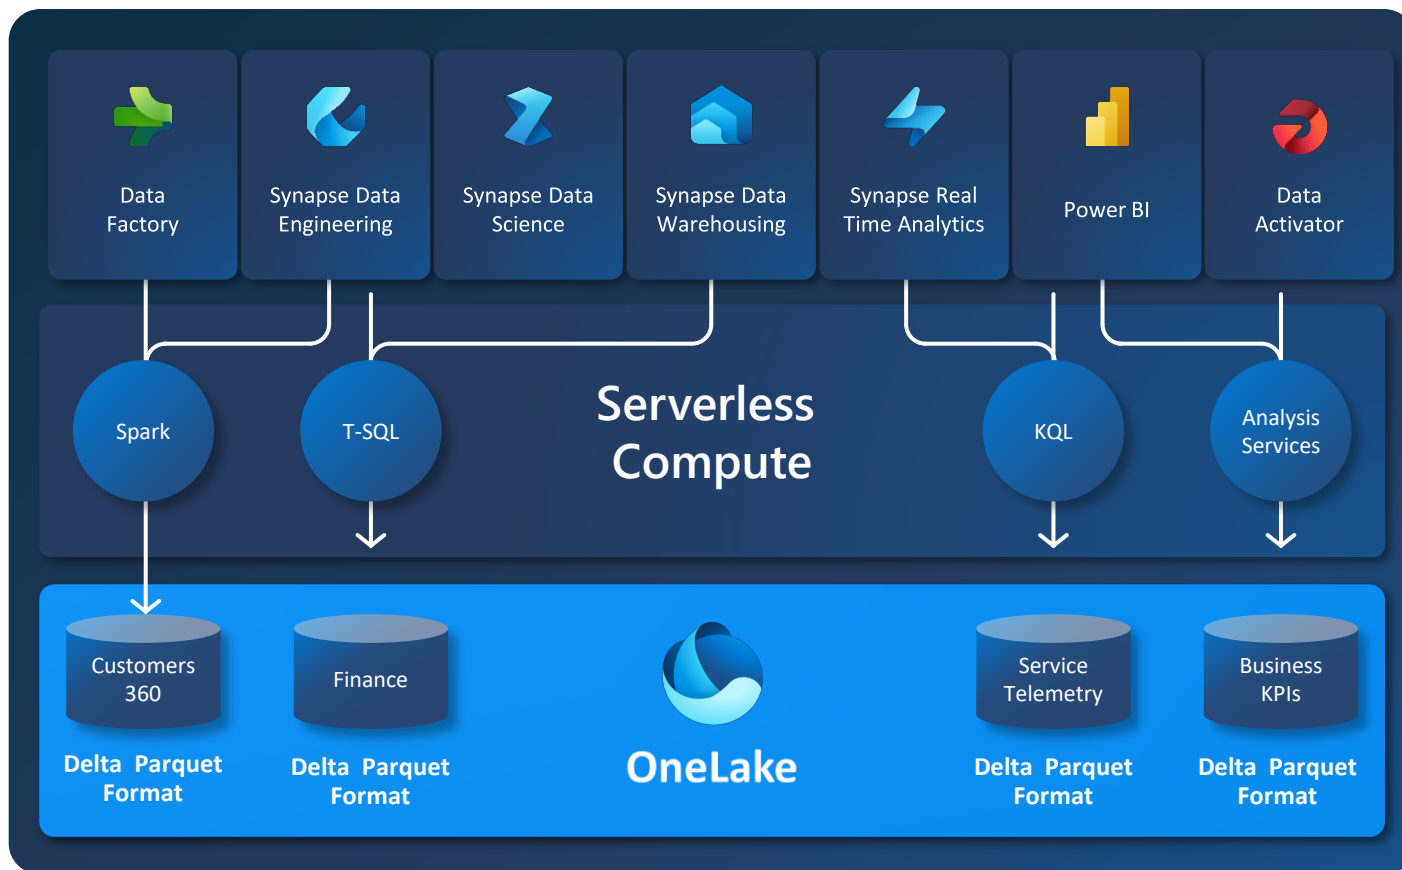 Data
Factory
Synapse Data
Engineering
Synapse Data
Science
Synapse Data
Warehousing
Synapse Real
Time Analytics
Power BI
Data
Activator
Spark
T-SQL
Serverless
Compute
KQL
Analysis
Services
Customers
360
Finance
Service
Telemetry
Business
KPIs
Delta Parquet
Format
Delta Parquet
Format
OneLake
Delta Parquet
Format
Delta Parquet
Format